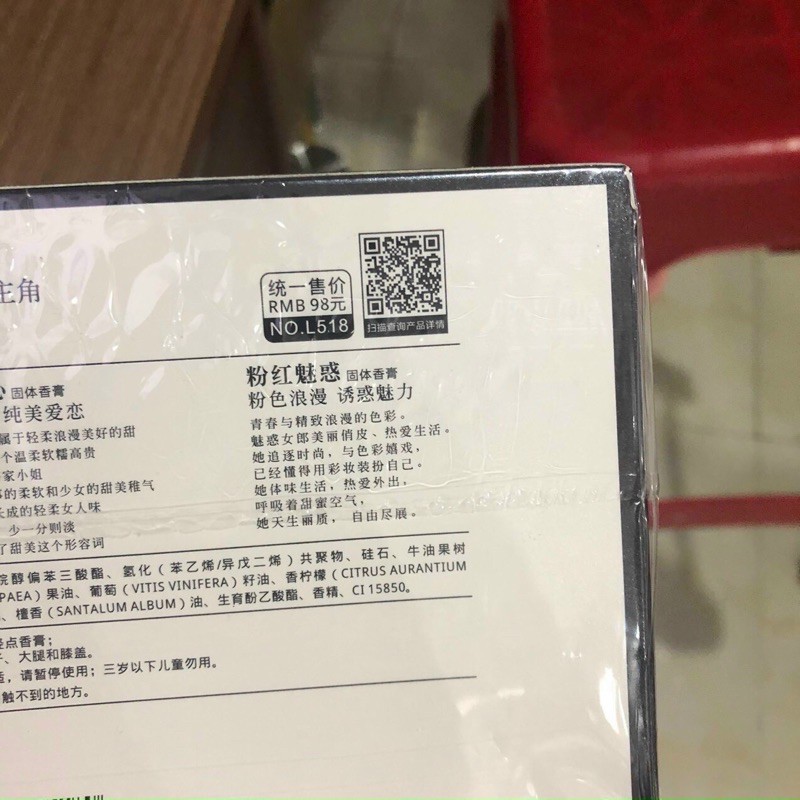 主角
统一售价
RMB 98元
NO.L518
扫描查询产品详情
固体香膏
纯美爱恋
属于轻柔浪漫美好的甜
个温柔软糯高贵
家小姐
的柔软和少女的甜美稚气
长成的轻柔女人味
少一分则淡
了甜美这个形容词
粉红魅惑 固体香膏
粉色浪漫 诱惑魅力
青春与精致浪漫的色彩。
魅惑女郎美丽俏皮、热爱生活。
她追逐时尚，与色彩嬉戏，
已经懂得用彩妆装扮自己。
她体味生活，热爱外出，
呼吸着甜蜜空气，
她天生丽质， 自由尽展。
烷醇偏苯三酸酯、氢化（苯乙烯/异戊二烯）共聚物、硅石、牛油果树
PAEA）果油、葡萄（VITIS VINIFERA）籽油、香柠檬（CITRUS AURANTIUM
、檀香（SANTALUM ALBUM）油、生育酚乙酸酯、香精、CI 15850。
轻点香膏；
、大腿和膝盖。
，请暂停使用；三岁以下儿童勿用。
触不到的地方。